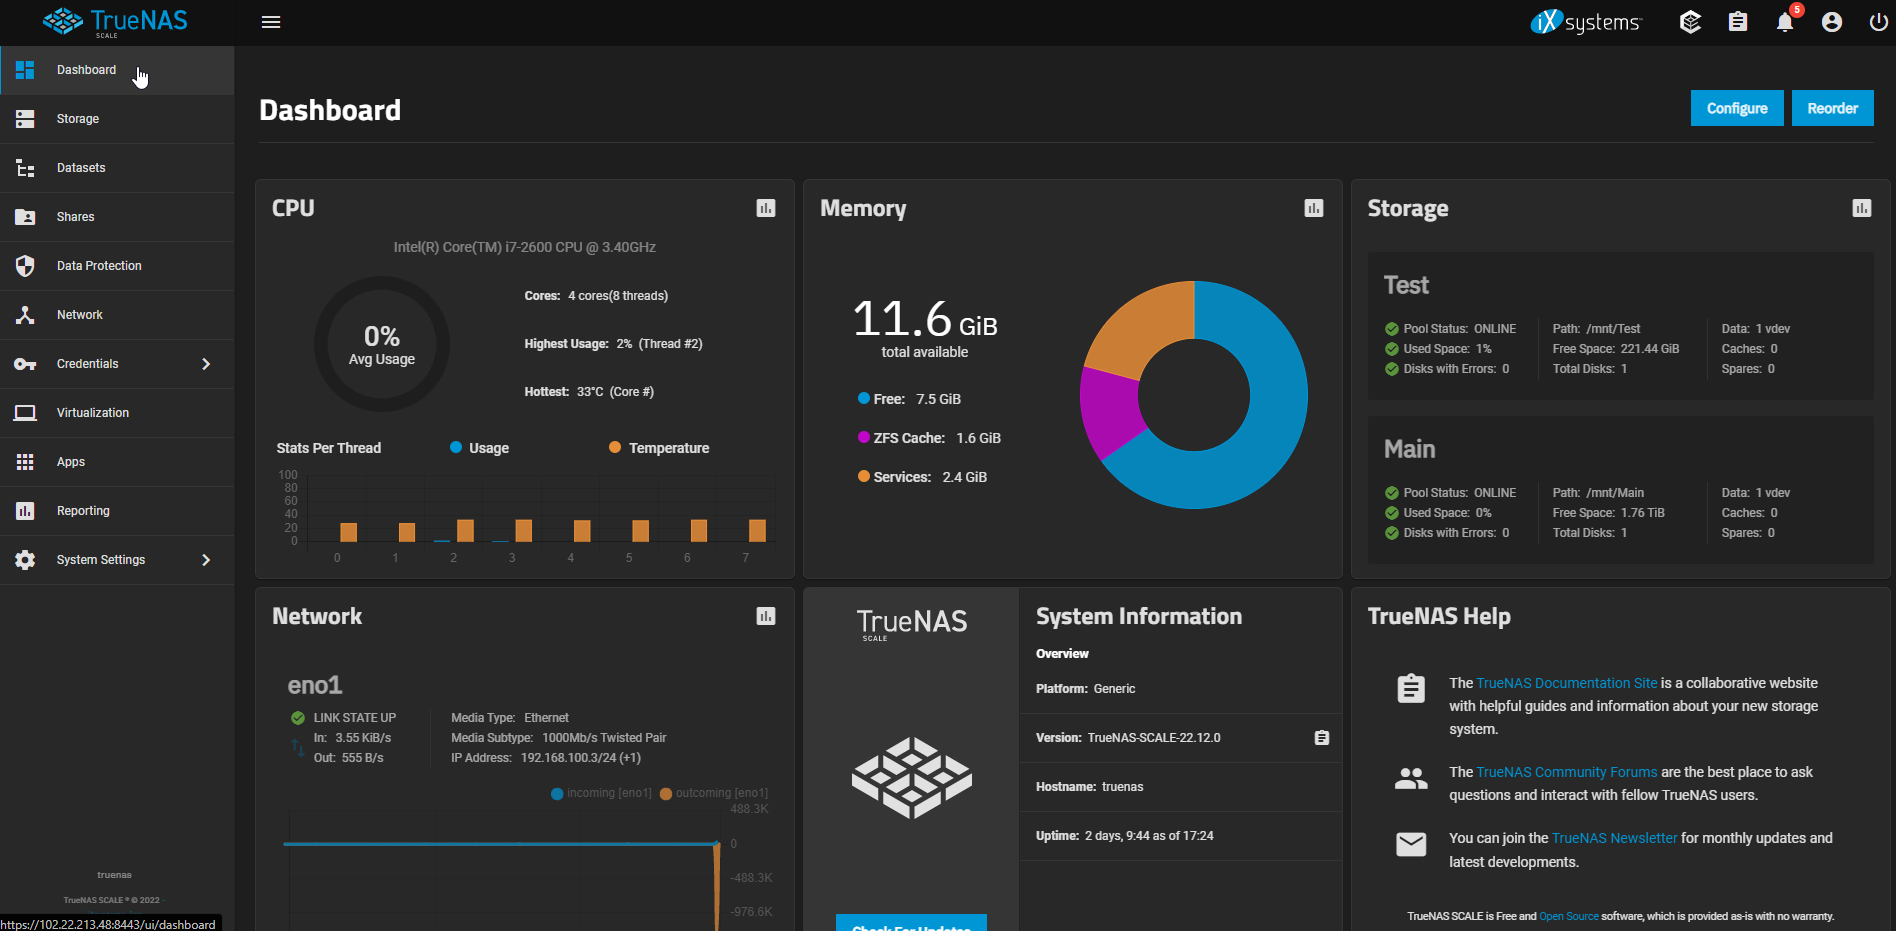 TrueNAS
SCALE
iXsystems
5
Dashboard
Storage
Datasets
Shares
Data Protection
Network
Credentials
Virtualization
Apps
Reporting
System Settings
truenas
TrueNAS SCALE ® © 2022
https://102.22.213.48:8443/ui/dashboard
Dashboard
Configure
Reorder
CPU
Intel(R) Core(TM) i7-2600 CPU @ 3.40GHz
0%
Avg Usage
Cores: 4 cores(8 threads)
Highest Usage: 2% (Thread #2)
Hottest: 33°C (Core #)
Stats Per Thread
Usage
Temperature
100
80
60
40
20
0
0 1 2 3 4 5 6 7
Memory
11.6 GiB
total available
Free: 7.5 GiB
ZFS Cache: 1.6 GiB
Services: 2.4 GiB
Storage
Test
Pool Status: ONLINE
Used Space: 1%
Disks with Errors: 0
Path: /mnt/Test
Free Space: 221.44 GiB
Total Disks: 1
Data: 1 vdev
Caches: 0
Spares: 0
Main
Pool Status: ONLINE
Used Space: 0%
Disks with Errors: 0
Path: /mnt/Main
Free Space: 1.76 TiB
Total Disks: 1
Data: 1 vdev
Caches: 0
Spares: 0
Network
eno1
LINK STATE UP
In: 3.55 KiB/s
Out: 555 B/s
Media Type: Ethernet
Media Subtype: 1000Mb/s Twisted Pair
IP Address: 192.168.100.3/24 (+1)
incoming [eno1]
outcoming [eno1]
488.3K
0
-488.3K
-976.6K
TrueNAS
SCALE
Check For Updates
System Information
Overview
Platform: Generic
Version: TrueNAS-SCALE-22.12.0
Hostname: truenas
Uptime: 2 days, 9:44 as of 17:24
TrueNAS Help
The TrueNAS Documentation Site is a collaborative website
with helpful guides and information about your new storage
system.
The TrueNAS Community Forums are the best place to ask
questions and interact with fellow TrueNAS users.
You can join the TrueNAS Newsletter for monthly updates and
latest developments.
TrueNAS SCALE is Free and Open Source software, which is provided as-is with no warranty.